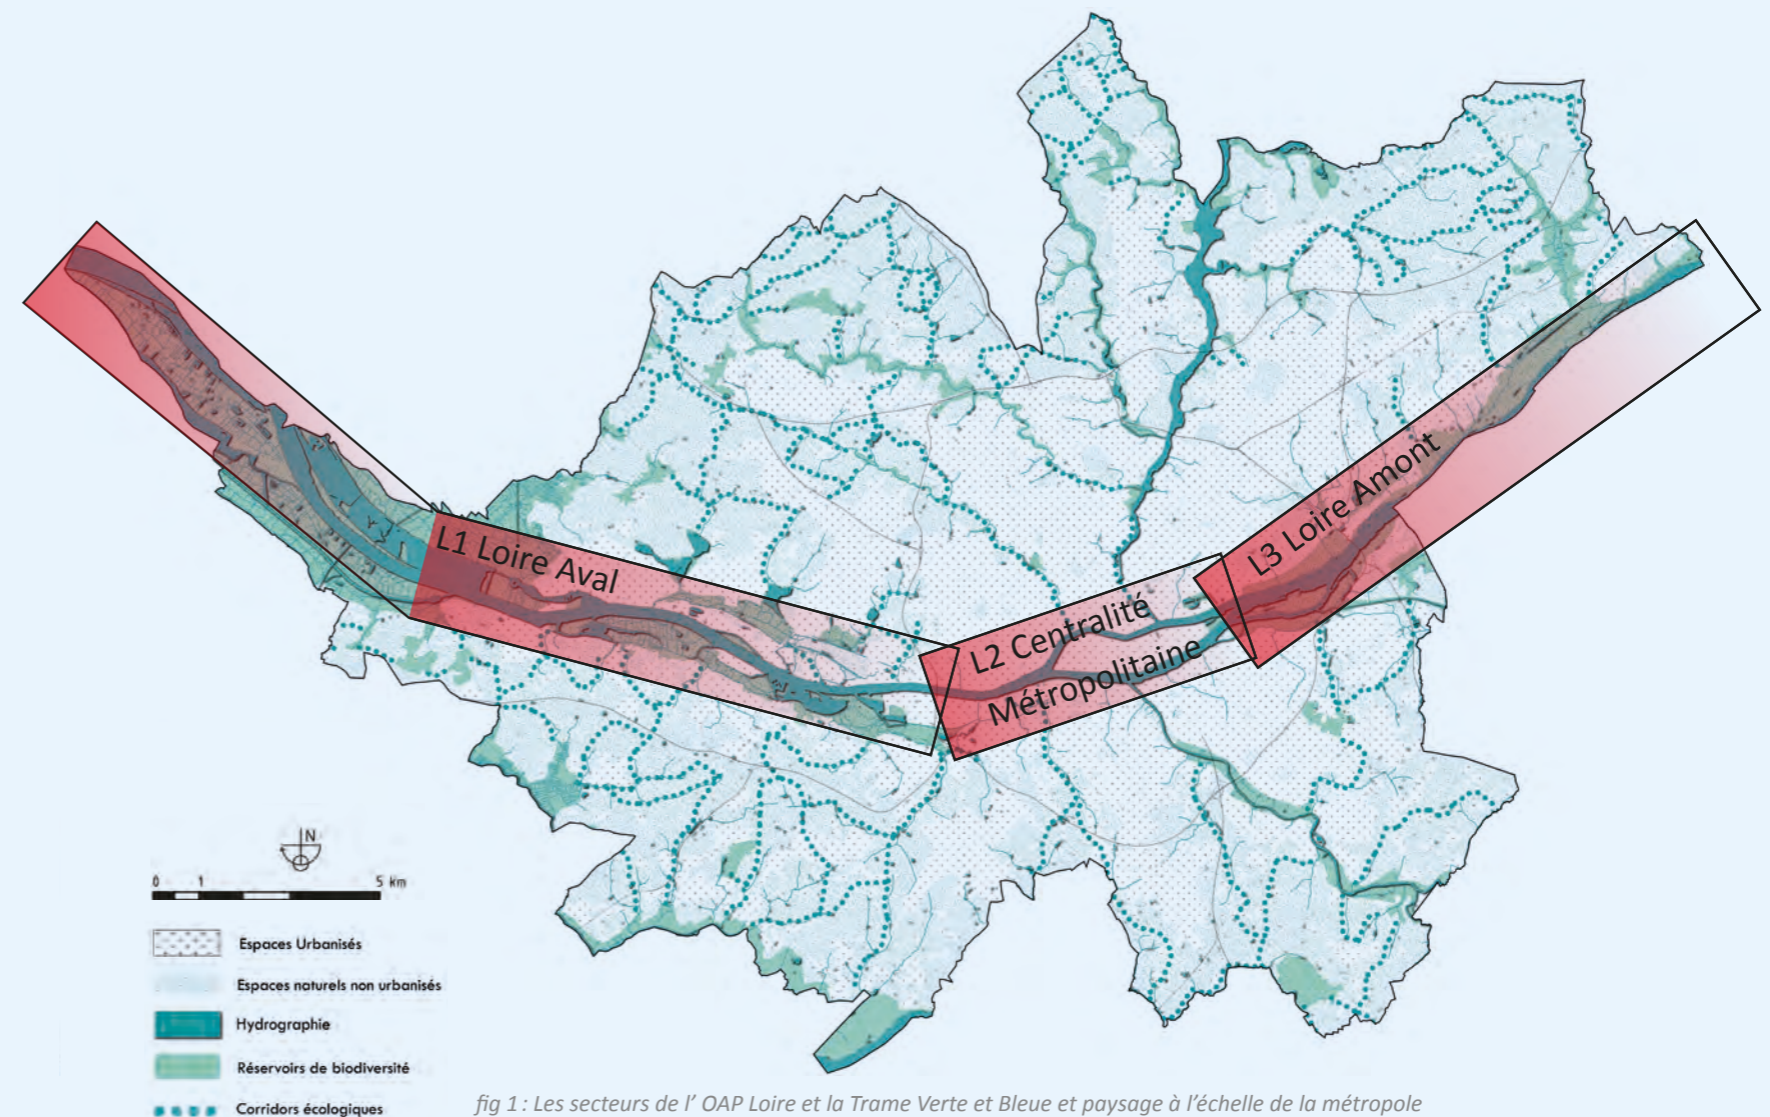 L1 Loire Aval
L2 Centralité
Métropolitaine
L3 Loire Amont
N
0 1 5 Km
Espaces Urbanisés
Espaces naturels non urbanisés
Hydrographie
Réservoirs de biodiversité
Corridors écologiques
fig 1 : Les secteurs de l’ OAP Loire et la Trame Verte et Bleue et paysage à l’échelle de la métropole